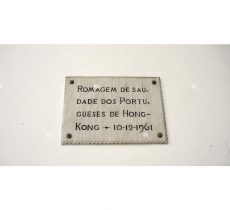 ROMAGEM DE SAU-
DADE DOS PORTU-
GUESES DE HONG-
KONG + 10-12-1961